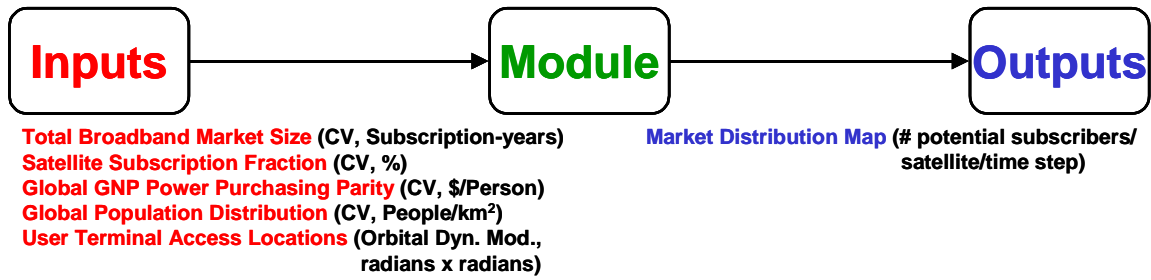 Inputs
Module
Outputs
Total Broadband Market Size (CV, Subscription-years)
Satellite Subscription Fraction (CV, %)
Global GNP Power Purchasing Parity (CV, $/Person)
Global Population Distribution (CV, People/km²)
User Terminal Access Locations (Orbital Dyn. Mod.,
radians x radians)
Market Distribution Map (# potential subscribers/
satellite/time step)